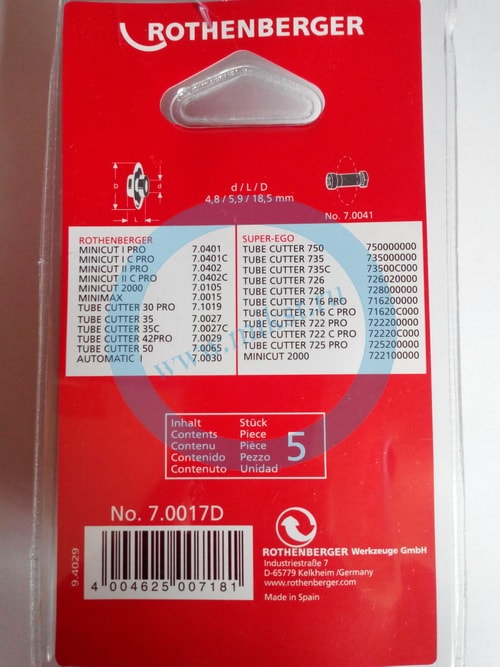 ROTHENBERGER
D
d
L
d / L / D
4,8 / 5,9 / 18,5 mm
No. 7.0041
ROTHENBERGER
MINICUT I PRO 7.0401
MINICUT I C PRO 7.0401C
MINICUT II PRO 7.0402
MINICUT II C PRO 7.0402C
MINICUT 2000 7.0105
MINIMAX 7.0015
TUBE CUTTER 30 PRO 7.1019
TUBE CUTTER 35 7.0027
TUBE CUTTER 35C 7.0027C
TUBE CUTTER 42PRO 7.0029
TUBE CUTTER 50 7.0065
AUTOMATIC I 7.0030
SUPER-EGO
TUBE CUTTER 750 750000000
TUBE CUTTER 735 735000000
TUBE CUTTER 735C 73500C000
TUBE CUTTER 726 726020000
TUBE CUTTER 728 728000000
TUBE CUTTER 716 PRO 716200000
TUBE CUTTER 716 C PRO 71620C000
TUBE CUTTER 722 PRO 722200000
TUBE CUTTER 722 C PRO 72220C000
TUBE CUTTER 725 PRO 725200000
MINICUT 2000 722100000
Inhalt Stück
Contents Piece
Contenu Pièce
Contenido Pezzo
Contenuto Unidad
5
No. 7.0017D
9.4029
4 004625 007181
ROTHENBERGER Werkzeuge GmbH
Industriestraße 7
D-65779 Kelkheim /Germany
www.rothenberger.com
Made in Spain